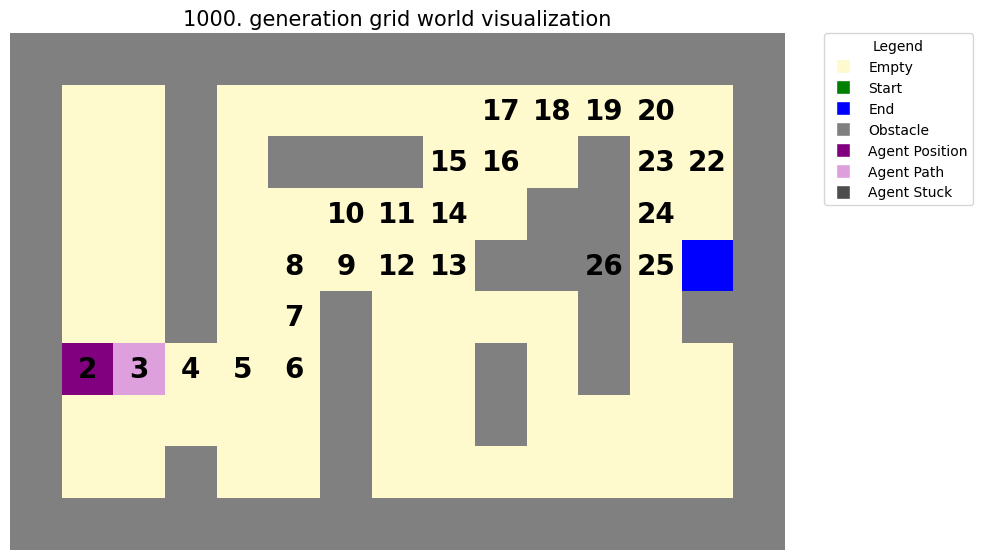 1000. generation grid world visualization
17 18 19 20
15 16 23 22
10 11 14 24
8 9 12 13 26 25
7
2 3 4 5 6
Legend
Empty
Start
End
Obstacle
Agent Position
Agent Path
Agent Stuck